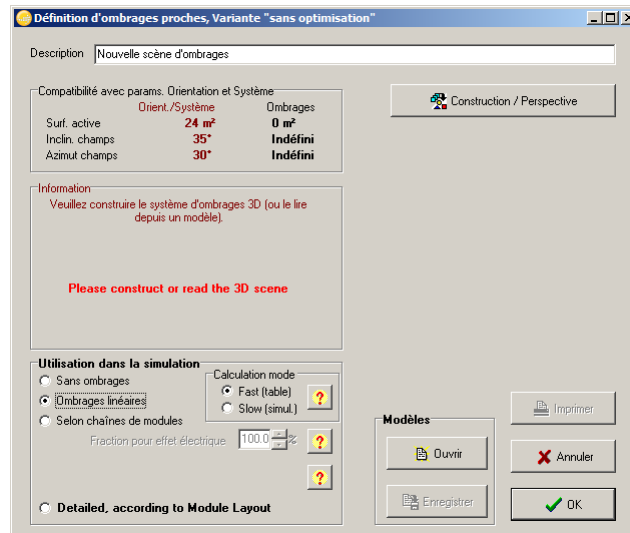 Définition d'ombrages proches, Variante "sans optimisation"
Description Nouvelle scène d'ombrages
Compatibilité avec params. Orientation et Système
Orient./Système Ombrages
Surf. active 24 m² 0 m²
Inclin. champs 35° Indéfini
Azimut champs 30° Indéfini
Construction / Perspective
Information
Veuillez construire le système d'ombrages 3D (ou le lire
depuis un modèle).
Please construct or read the 3D scene
Utilisation dans la simulation
Sans ombrages
Ombrages linéaires
Selon chaînes de modules
Calculation mode
Fast (table)
Slow (simul.)
?
Fraction pour effet électrique 100.0 % ?
?
Detailed, according to Module Layout
Modèles
Ouvrir
Enregistrer
Imprimer
Annuler
OK